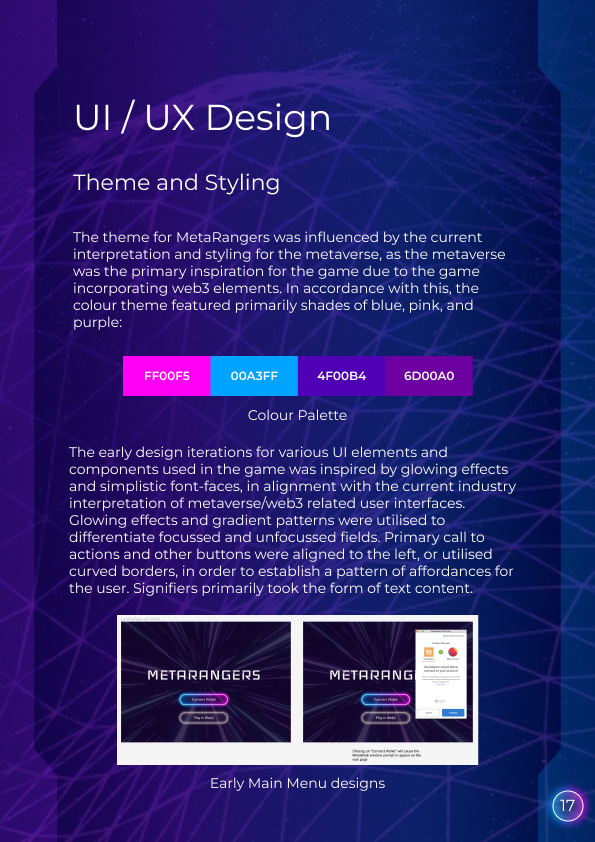 UI / UX Design
Theme and Styling
The theme for MetaRangers was influenced by the current
interpretation and styling for the metaverse, as the metaverse
was the primary inspiration for the game due to the game
incorporating web3 elements. In accordance with this, the
colour theme featured primarily shades of blue, pink, and
purple:
FF00F5 00A3FF 4F00B4 6D00A0
Colour Palette
The early design iterations for various UI elements and
components used in the game was inspired by glowing effects
and simplistic font-faces, in alignment with the current industry
interpretation of metaverse/web3 related user interfaces.
Glowing effects and gradient patterns were utilised to
differentiate focussed and unfocussed fields. Primary call to
actions and other buttons were aligned to the left, or utilised
curved borders, in order to establish a pattern of affordances for
the user. Signifiers primarily took the form of text content.
METARANGERS
Connect Wallet
Play in Web2
METARANGE
Connect Wallet
Play in Web2
Clicking on "Connect Wallet" will cause the
MetaMask window prompt to appear on the
web page
Early Main Menu designs
17